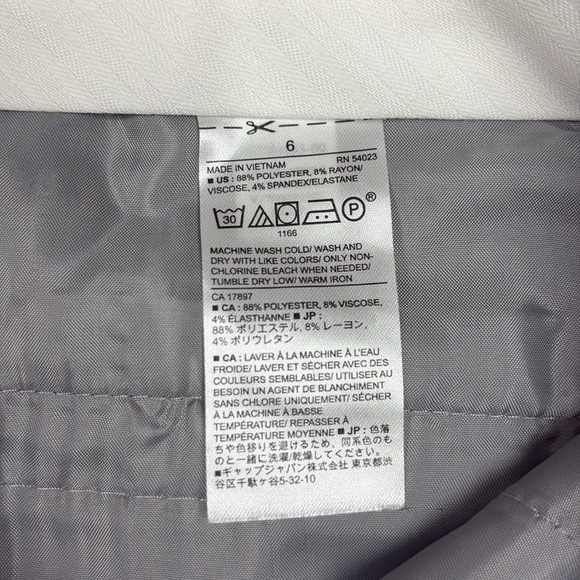 6
MADE IN VIETNAM RN 54023
■ US : 88% POLYESTER, 8% RAYON/
VISCOSE, 4% SPANDEX/ELASTANE
30 P
1166
MACHINE WASH COLD/ WASH AND
DRY WITH LIKE COLORS/ ONLY NON-
CHLORINE BLEACH WHEN NEEDED/
TUMBLE DRY LOW/ WARM IRON
CA 17897
■ CA : 88% POLYESTER, 8% VISCOSE,
4% ÉLASTHANNE ■ JP :
88% ポリエステル, 8% レーヨン,
4% ポリウレタン
■ CA : LAVER À LA MACHINE À L'EAU
FROIDE/ LAVER ET SÉCHER AVEC DES
COULEURS SEMBLABLES/ UTILISER AU
BESOIN UN AGENT DE BLANCHIMENT
SANS CHLORE UNIQUEMENT/ SÉCHER
À LA MACHINE À BASSE
TEMPÉRATURE/ REPASSER À
TEMPÉRATURE MOYENNE ■ JP : 色落
ちや色移りを避けるため、同系色のも
のと一緒に洗濯/乾燥してください。
■ギャップジャパン株式会社 東京都渋
谷区千駄ヶ谷5-32-10